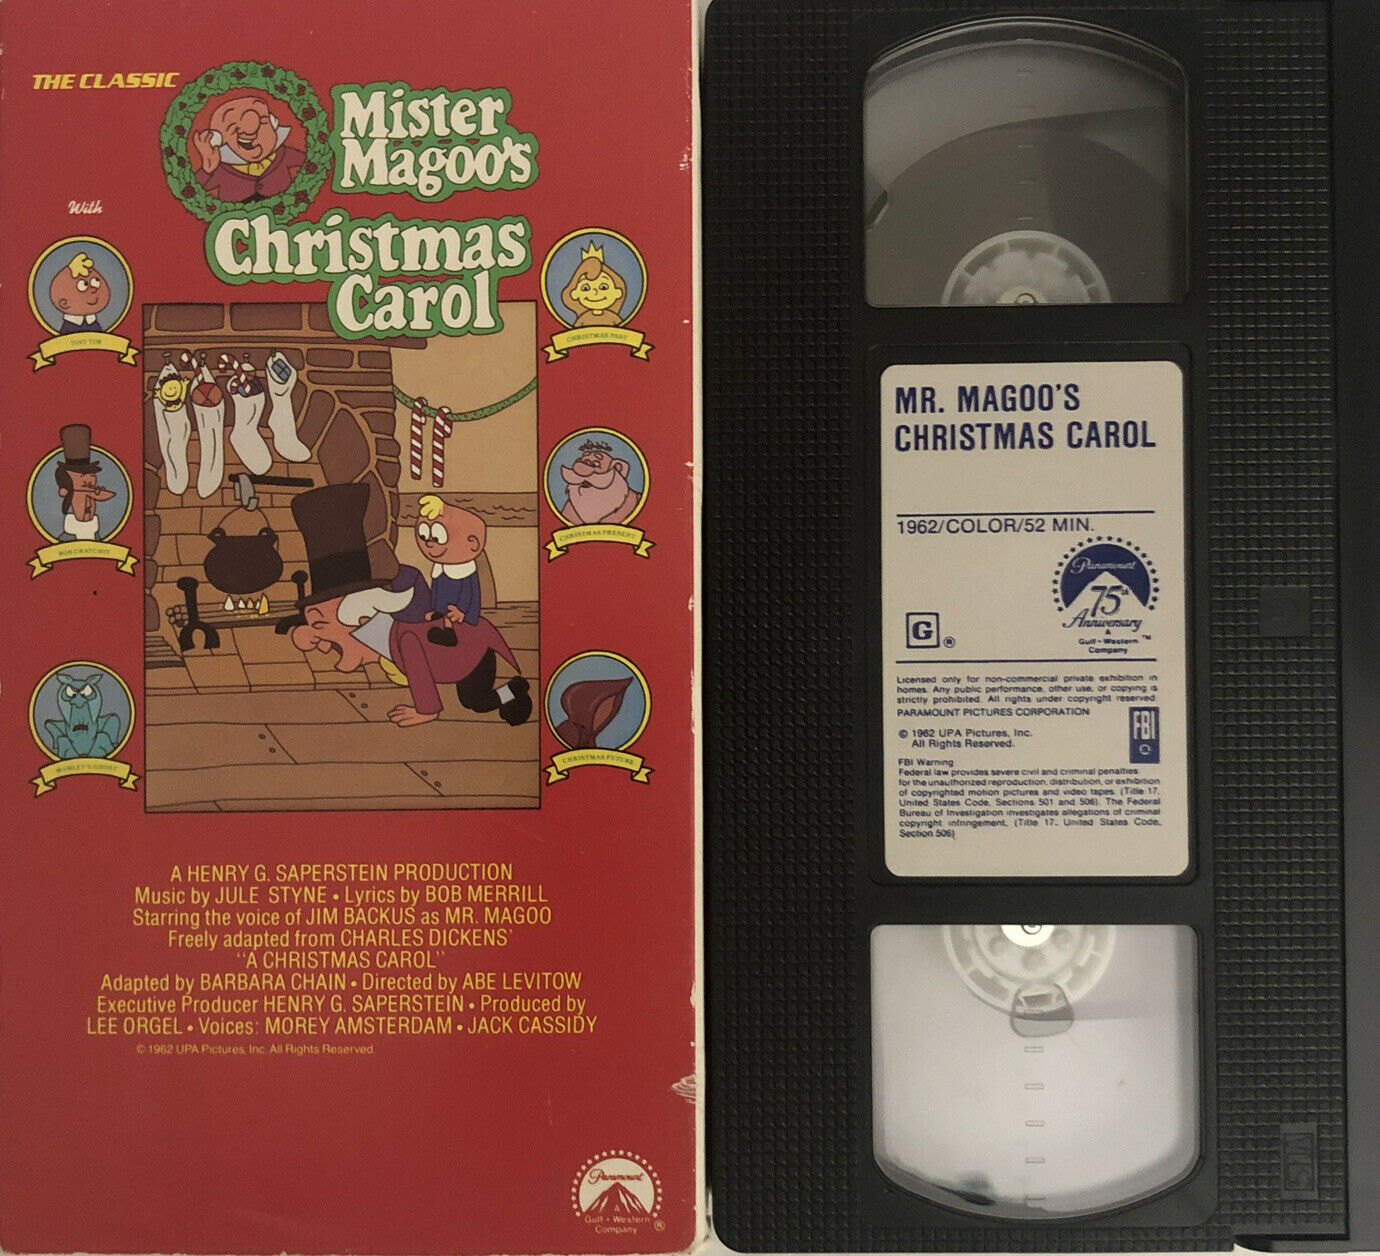 THE CLASSIC
Mister
Magoo's
Christmas
Carol
With
TINY TIM
CHRISTMAS PAST
BOB CRATCHIT
CHRISTMAS PRESENT
MARLEY'S GHOST
CHRISTMAS FUTURE
A HENRY G. SAPERSTEIN PRODUCTION
Music by JULE STYNE • Lyrics by BOB MERRILL
Starring the voice of JIM BACKUS as MR. MAGOO
Freely adapted from CHARLES DICKENS'
"A CHRISTMAS CAROL"
Adapted by BARBARA CHAIN • Directed by ABE LEVITOW
Executive Producer HENRY G. SAPERSTEIN • Produced by
LEE ORGEL • Voices: MOREY AMSTERDAM • JACK CASSIDY
© 1962 UPA Pictures, Inc. All Rights Reserved.
Paramount
A
Gulf + Western
Company ®
MR. MAGOO'S
CHRISTMAS CAROL
1962/COLOR/52 MIN.
Paramount
75th
Anniversary
A
Gulf + Western ™
Company
G ®
Licensed only for non-commercial private exhibition in
homes. Any public performance, other use, or copying is
strictly prohibited. All rights under copyright reserved.
PARAMOUNT PICTURES CORPORATION
FBI
© 1962 UPA Pictures, Inc.
All Rights Reserved.
FBI Warning
Federal law provides severe civil and criminal penalties
for the unauthorized reproduction, distribution, or exhibition
of copyrighted motion pictures and video tapes. (Title 17,
United States Code, Sections 501 and 506). The Federal
Bureau of Investigation investigates allegations of criminal
copyright infringement. (Title 17, United States Code,
Section 506)